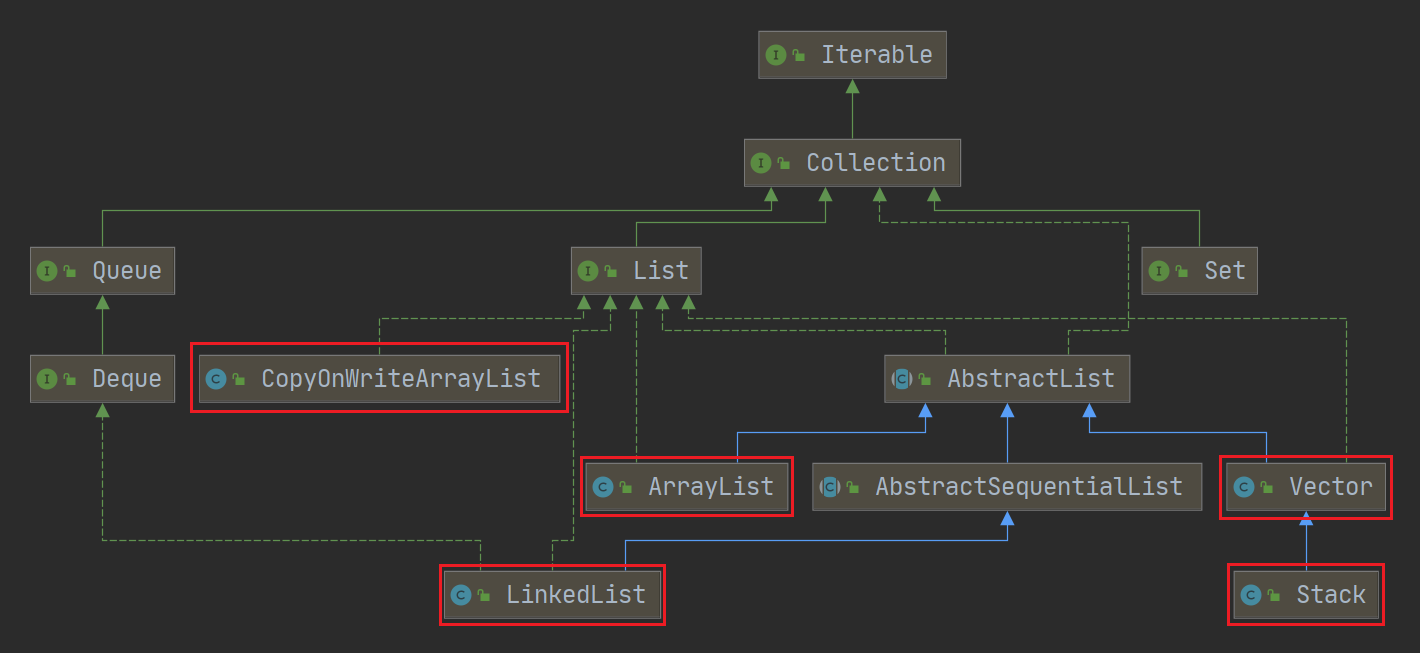 Iterable
Collection
Queue
List
Set
Deque
CopyOnWriteArrayList
AbstractList
ArrayList
AbstractSequentialList
Vector
LinkedList
Stack